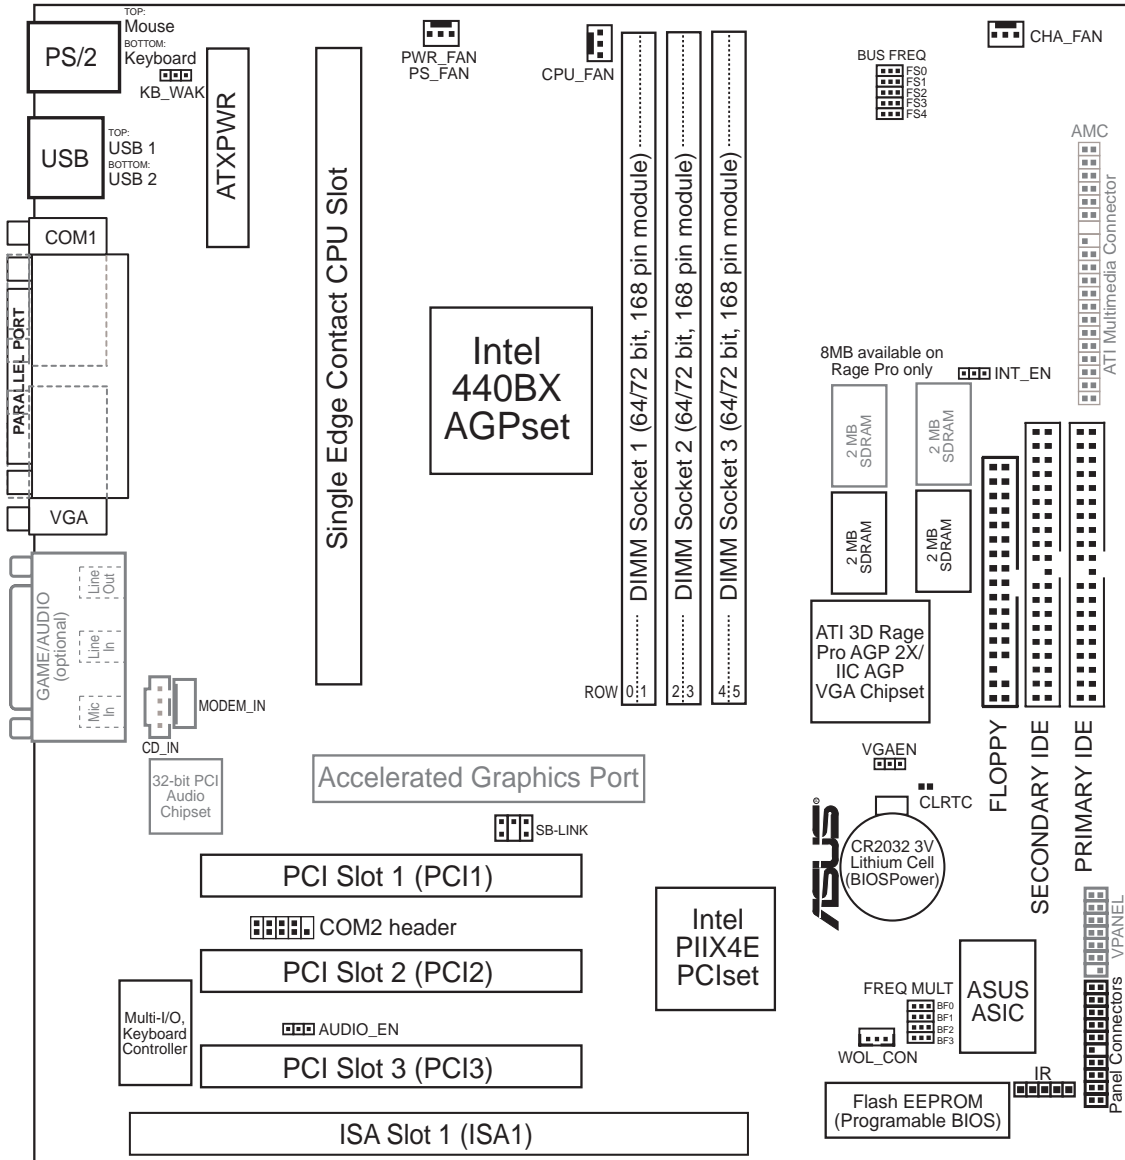 TOP:
Mouse
BOTTOM:
Keyboard
PS/2
KB_WAK
TOP:
USB 1
BOTTOM:
USB 2
USB
ATXPWR
PWR_FAN
PS_FAN
CPU_FAN
CHA_FAN
BUS FREQ
FS0
FS1
FS2
FS3
FS4
AMC
ATI Multimedia Connector
COM1
PARALLEL PORT
VGA
Single Edge Contact CPU Slot
Intel
440BX
AGPset
DIMM Socket 1 (64/72 bit, 168 pin module)
DIMM Socket 2 (64/72 bit, 168 pin module)
DIMM Socket 3 (64/72 bit, 168 pin module)
ROW
0 1
2 3
4 5
8MB available on
Rage Pro only
INT_EN
2 MB
SDRAM
2 MB
SDRAM
2 MB
SDRAM
2 MB
SDRAM
ATI 3D Rage
Pro AGP 2X/
IIC AGP
VGA Chipset
FLOPPY
SECONDARY IDE
PRIMARY IDE
GAME/AUDIO
(optional)
Line
Out
Line
In
Mic
In
MODEM_IN
CD_IN
32-bit PCI
Audio
Chipset
Accelerated Graphics Port
SB-LINK
VGAEN
CLRTC
ASUS
®
CR2032 3V
Lithium Cell
(BIOSPower)
PCI Slot 1 (PCI1)
COM2 header
PCI Slot 2 (PCI2)
Multi-I/O,
Keyboard
Controller
AUDIO_EN
PCI Slot 3 (PCI3)
ISA Slot 1 (ISA1)
Intel
PIIX4E
PCIset
FREQ MULT
BF0
BF1
BF2
BF3
WOL_CON
ASUS
ASIC
VPANEL
Panel Connectors
IR
Flash EEPROM
(Programable BIOS)